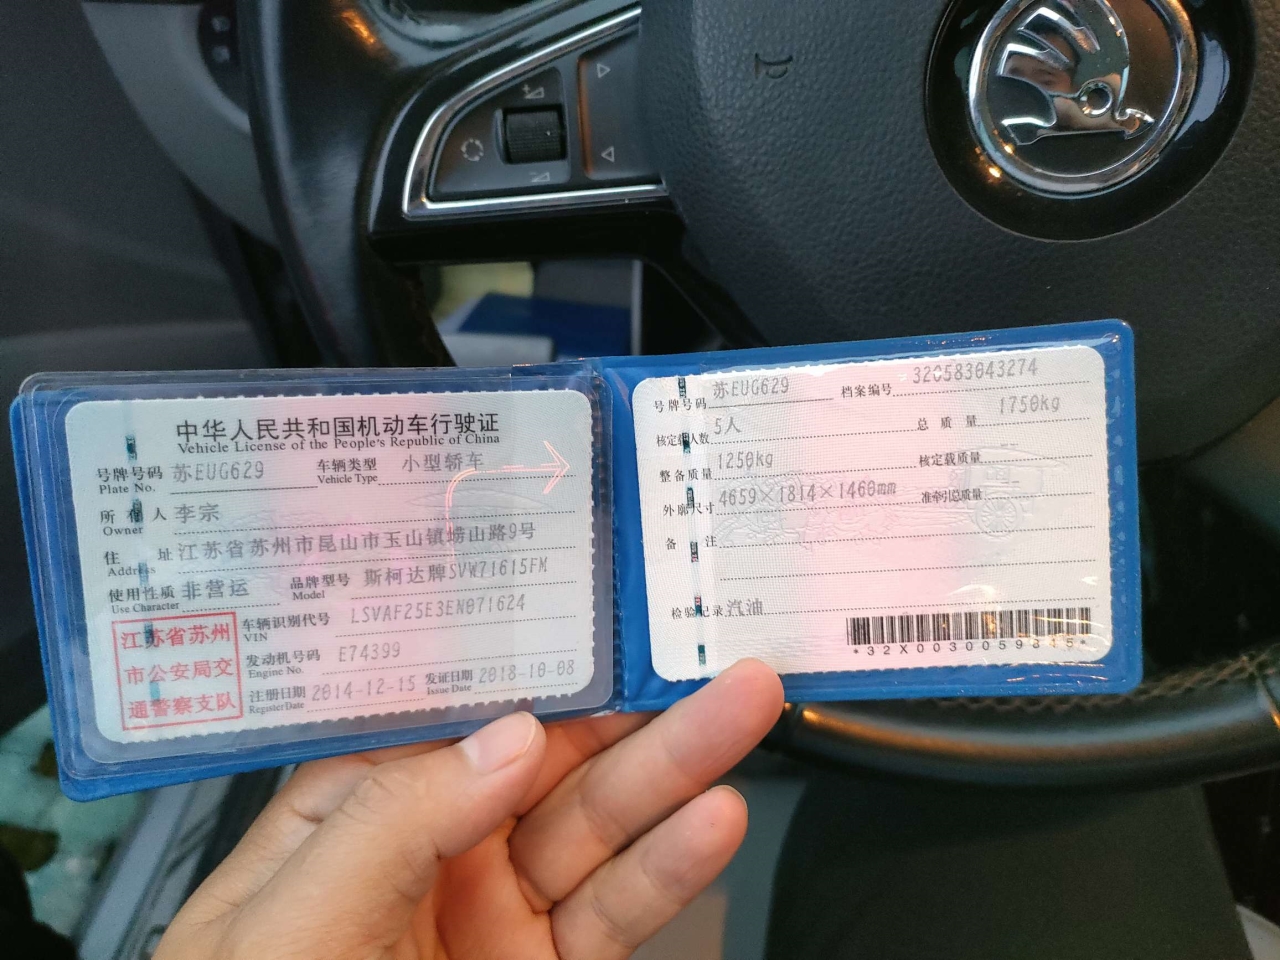 中华人民共和国机动车行驶证
Vehicle License of the People's Republic of China
号牌号码 苏EUG629 车辆类型 小型轿车
Plate No. Vehicle Type
所有人 李宗
Owner
住 址 江苏省苏州市昆山市玉山镇崂山路9号
Address
使用性质 非营运 品牌型号 斯柯达牌SVW71615FM
Use Character Model
江苏省苏州
市公安局交
通警察支队
车辆识别代号 LSVAF25E3EN071624
VIN
发动机号码 E74399
Engine No.
注册日期 2014-12-15 发证日期 2018-10-08
Register Date Issue Date
号牌号码 苏EUG629 档案编号 320583043274
核定载人数 5人 总质量 1750kg
整备质量 1250kg 核定载质量 --
外廓尺寸 4659×1814×1460mm 准牵引总质量
备 注
检验记录 汽油
*32X0030059845*